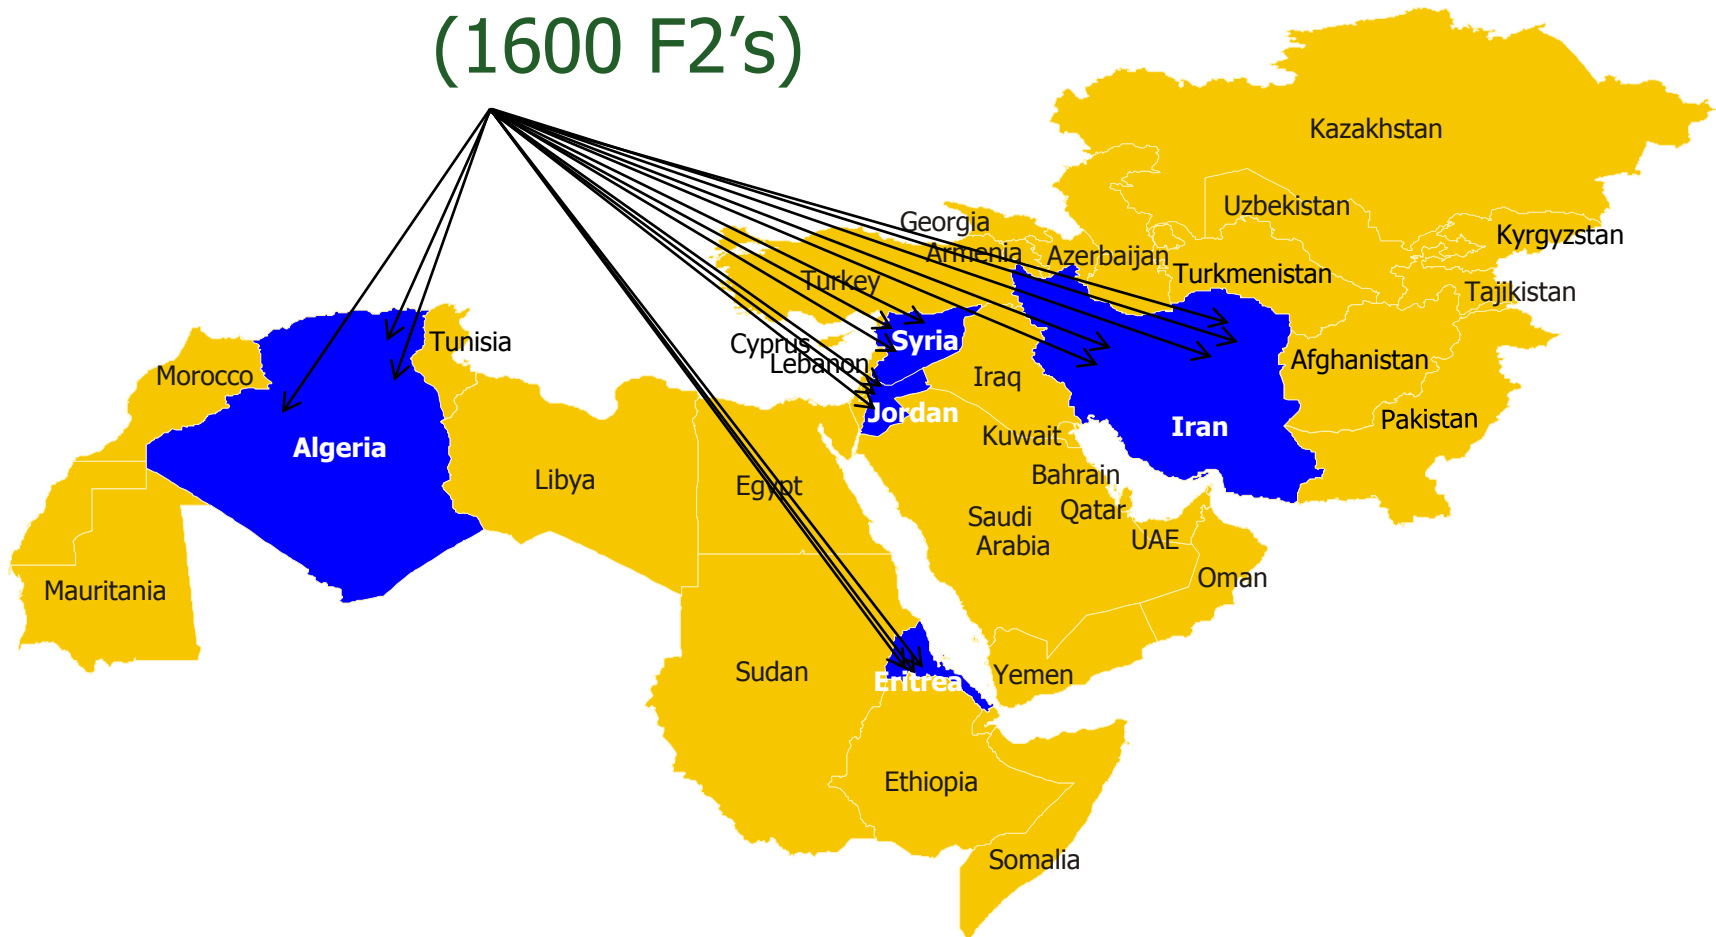 (1600 F2’s)
Kazakhstan
Uzbekistan
Georgia
Kyrgyzstan
Armenia
Azerbaijan
Turkmenistan
Turkey
Tajikistan
Tunisia
Cyprus
Syria
Lebanon
Afghanistan
Morocco
Iraq
Jordan
Pakistan
Iran
Kuwait
Algeria
Bahrain
Libya
Egypt
Qatar
Saudi
Arabia
UAE
Oman
Mauritania
Sudan
Eritrea
Yemen
Ethiopia
Somalia